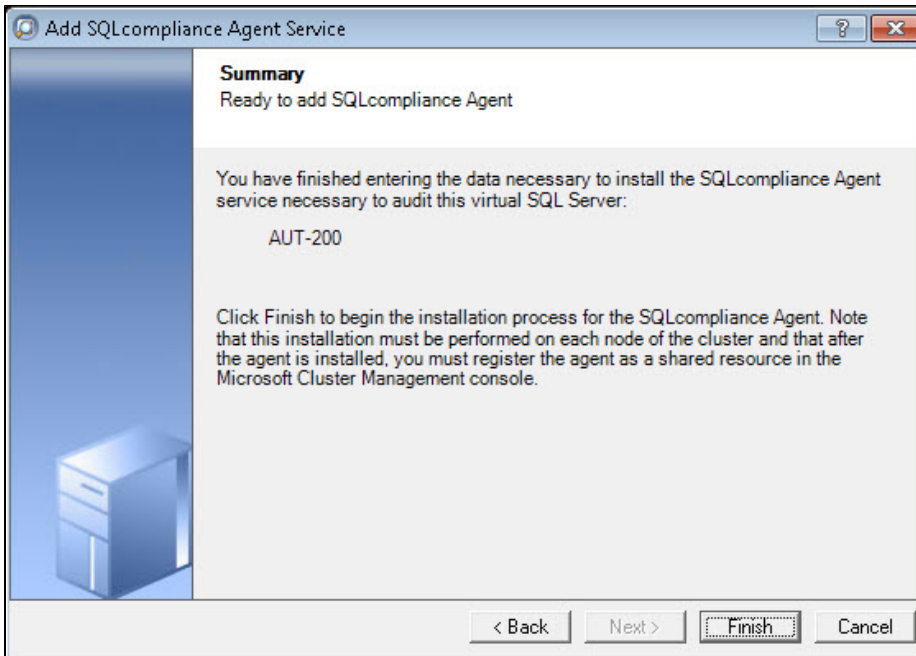 Add SQLcompliance Agent Service
Summary
Ready to add SQLcompliance Agent
You have finished entering the data necessary to install the SQLcompliance Agent
service necessary to audit this virtual SQL Server:
AUT-200
Click Finish to begin the installation process for the SQLcompliance Agent. Note
that this installation must be performed on each node of the cluster and that after
the agent is installed, you must register the agent as a shared resource in the
Microsoft Cluster Management console.
< Back
Next >
Finish
Cancel